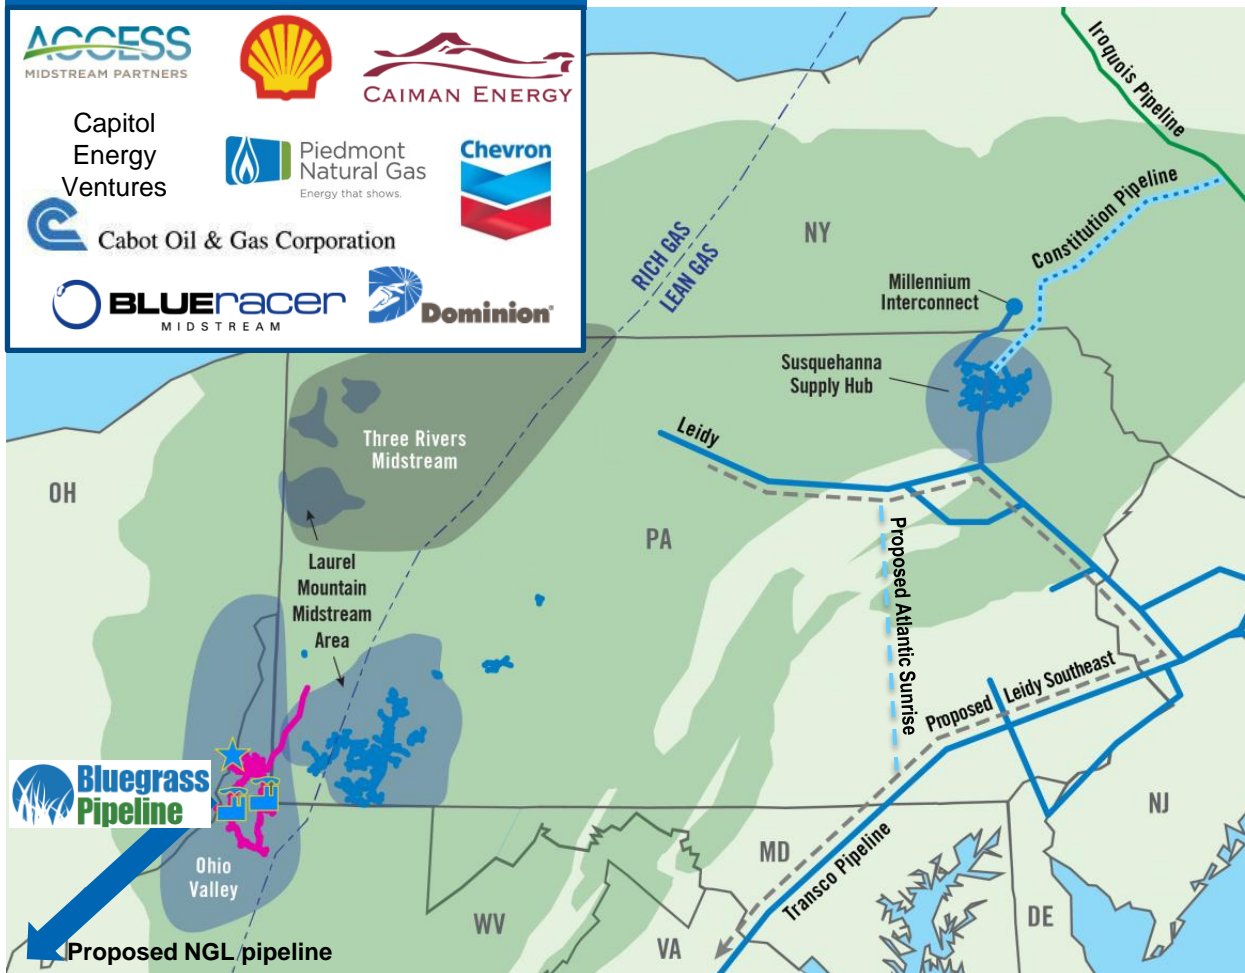 ACCESS
MIDSTREAM PARTNERS
CAIMAN ENERGY
Capitol
Energy
Ventures
Piedmont
Natural Gas
Energy that shows.
Chevron
Cabot Oil & Gas Corporation
BLUEracer
MIDSTREAM
Dominion
Iroquois Pipeline
Constitution Pipeline
NY
RICH GAS
LEAN GAS
Millennium
Interconnect
Susquehanna
Supply Hub
Leidy
Three Rivers
Midstream
OH
PA
Laurel
Mountain
Midstream
Area
Proposed Atlantic Sunrise
Proposed Leidy Southeast
Bluegrass
Pipeline
Ohio
Valley
NJ
MD
Transco Pipeline
DE
WV
VA
Proposed NGL pipeline